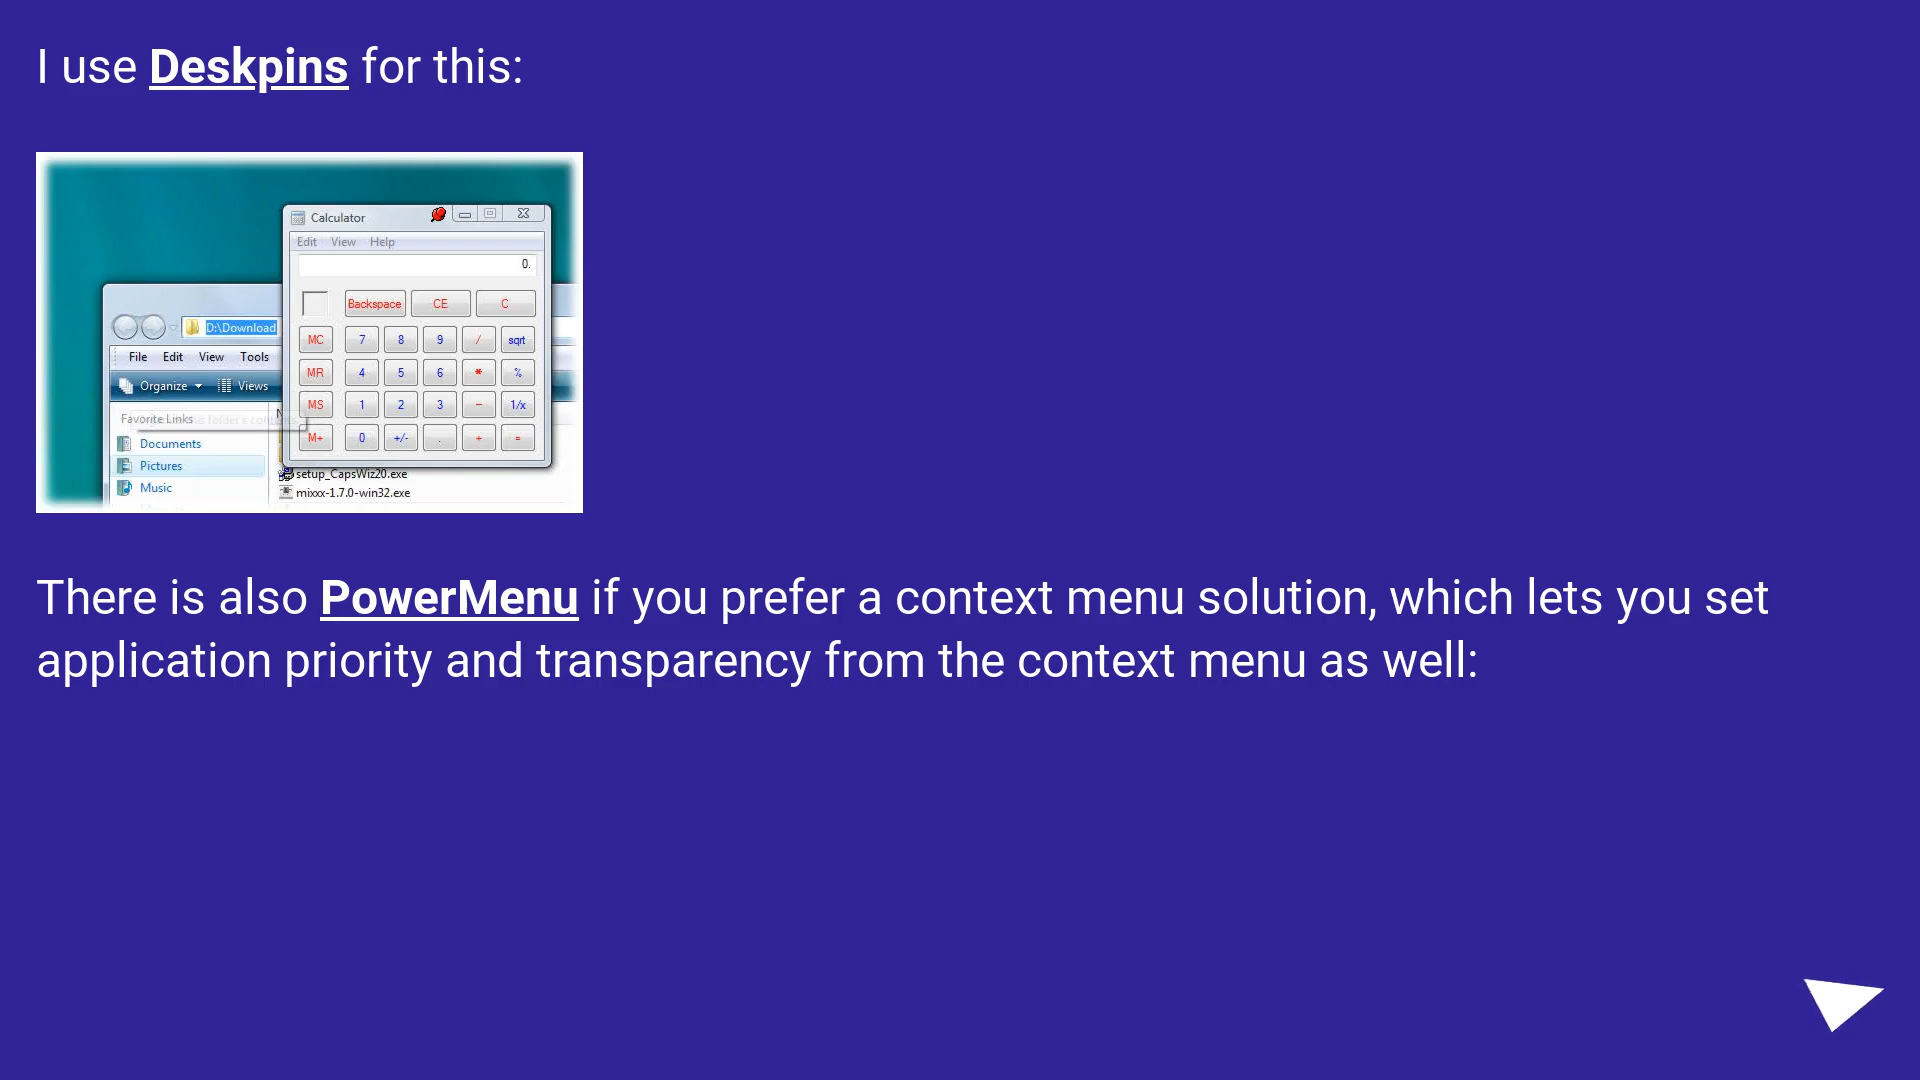 I use Deskpins for this:
Calculator
Edit View Help
0.
Backspace CE C
D:\Download
MC 7 8 9 / sqrt
File Edit View Tools
MR 4 5 6 * %
Organize Views
MS 1 2 3 - 1/x
Favorite Links
M+ 0 +/- . + =
Documents
Pictures
setup_CapsWiz20.exe
Music
mixxx-1.7.0-win32.exe
There is also PowerMenu if you prefer a context menu solution, which lets you set
application priority and transparency from the context menu as well: